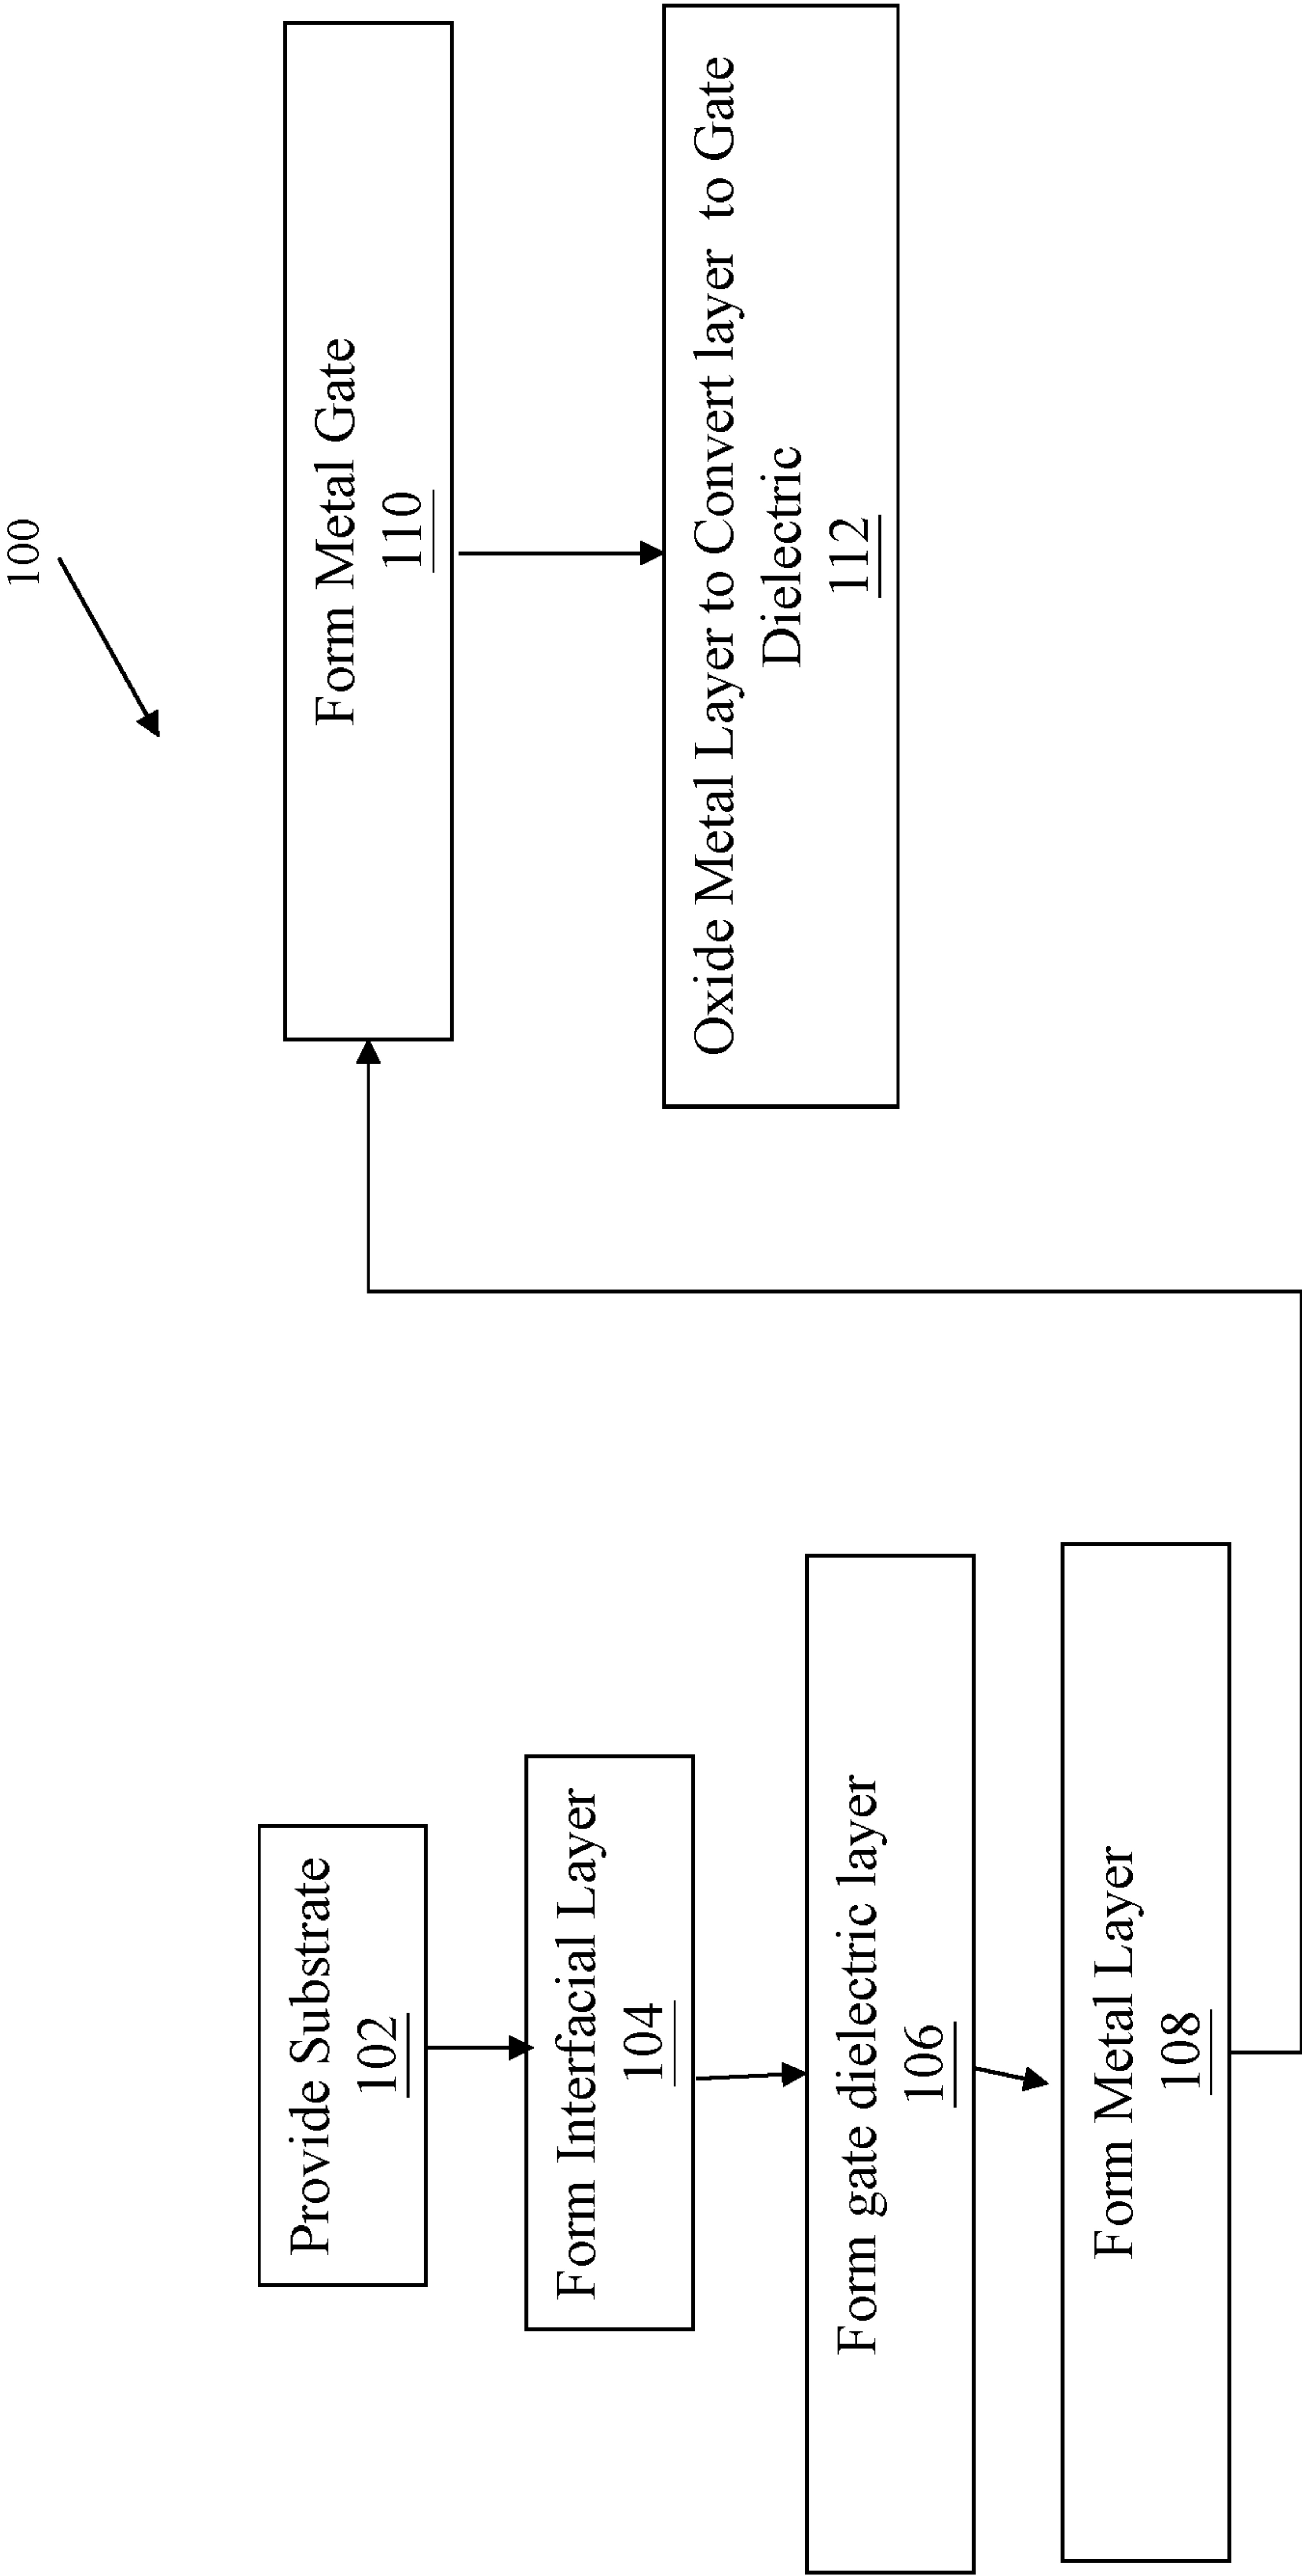 100
Provide Substrate
102
Form Interfacial Layer
104
Form gate dielectric layer
106
Form Metal Layer
108
Form Metal Gate
110
Oxide Metal Layer to Convert layer to Gate
Dielectric
112